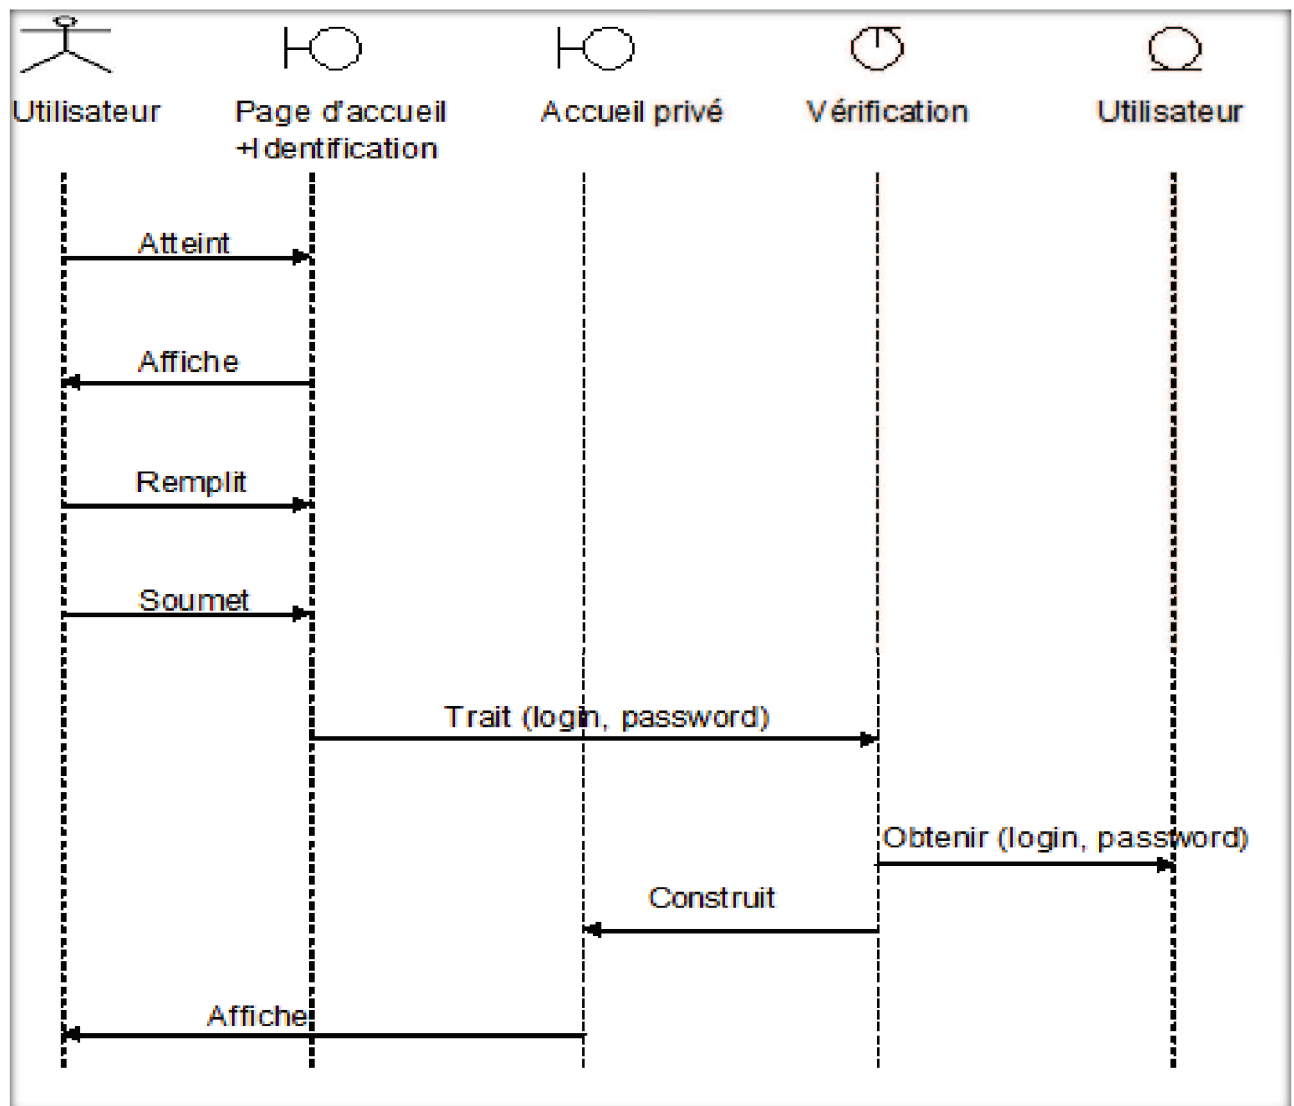 Utilisateur
Page d'accueil
+Identification
Accueil privé
Vérification
Utilisateur
Atteint
Affiche
Remplit
Soumet
Trait (login, password)
Obtenir (login, password)
Construit
Affiche